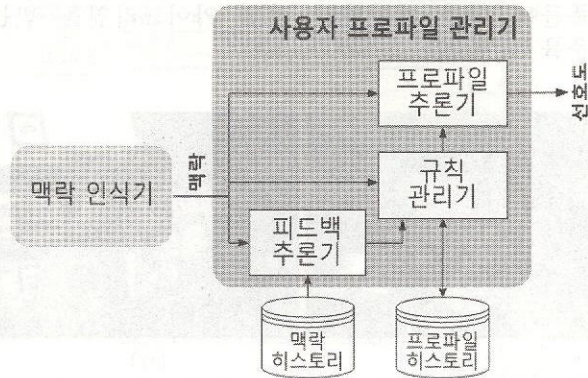 사용자 프로파일 관리기
프로파일
추론기
선호도
맥락
맥락 인식기
규칙
관리기
피드백
추론기
맥락
히스토리
프로파일
히스토리